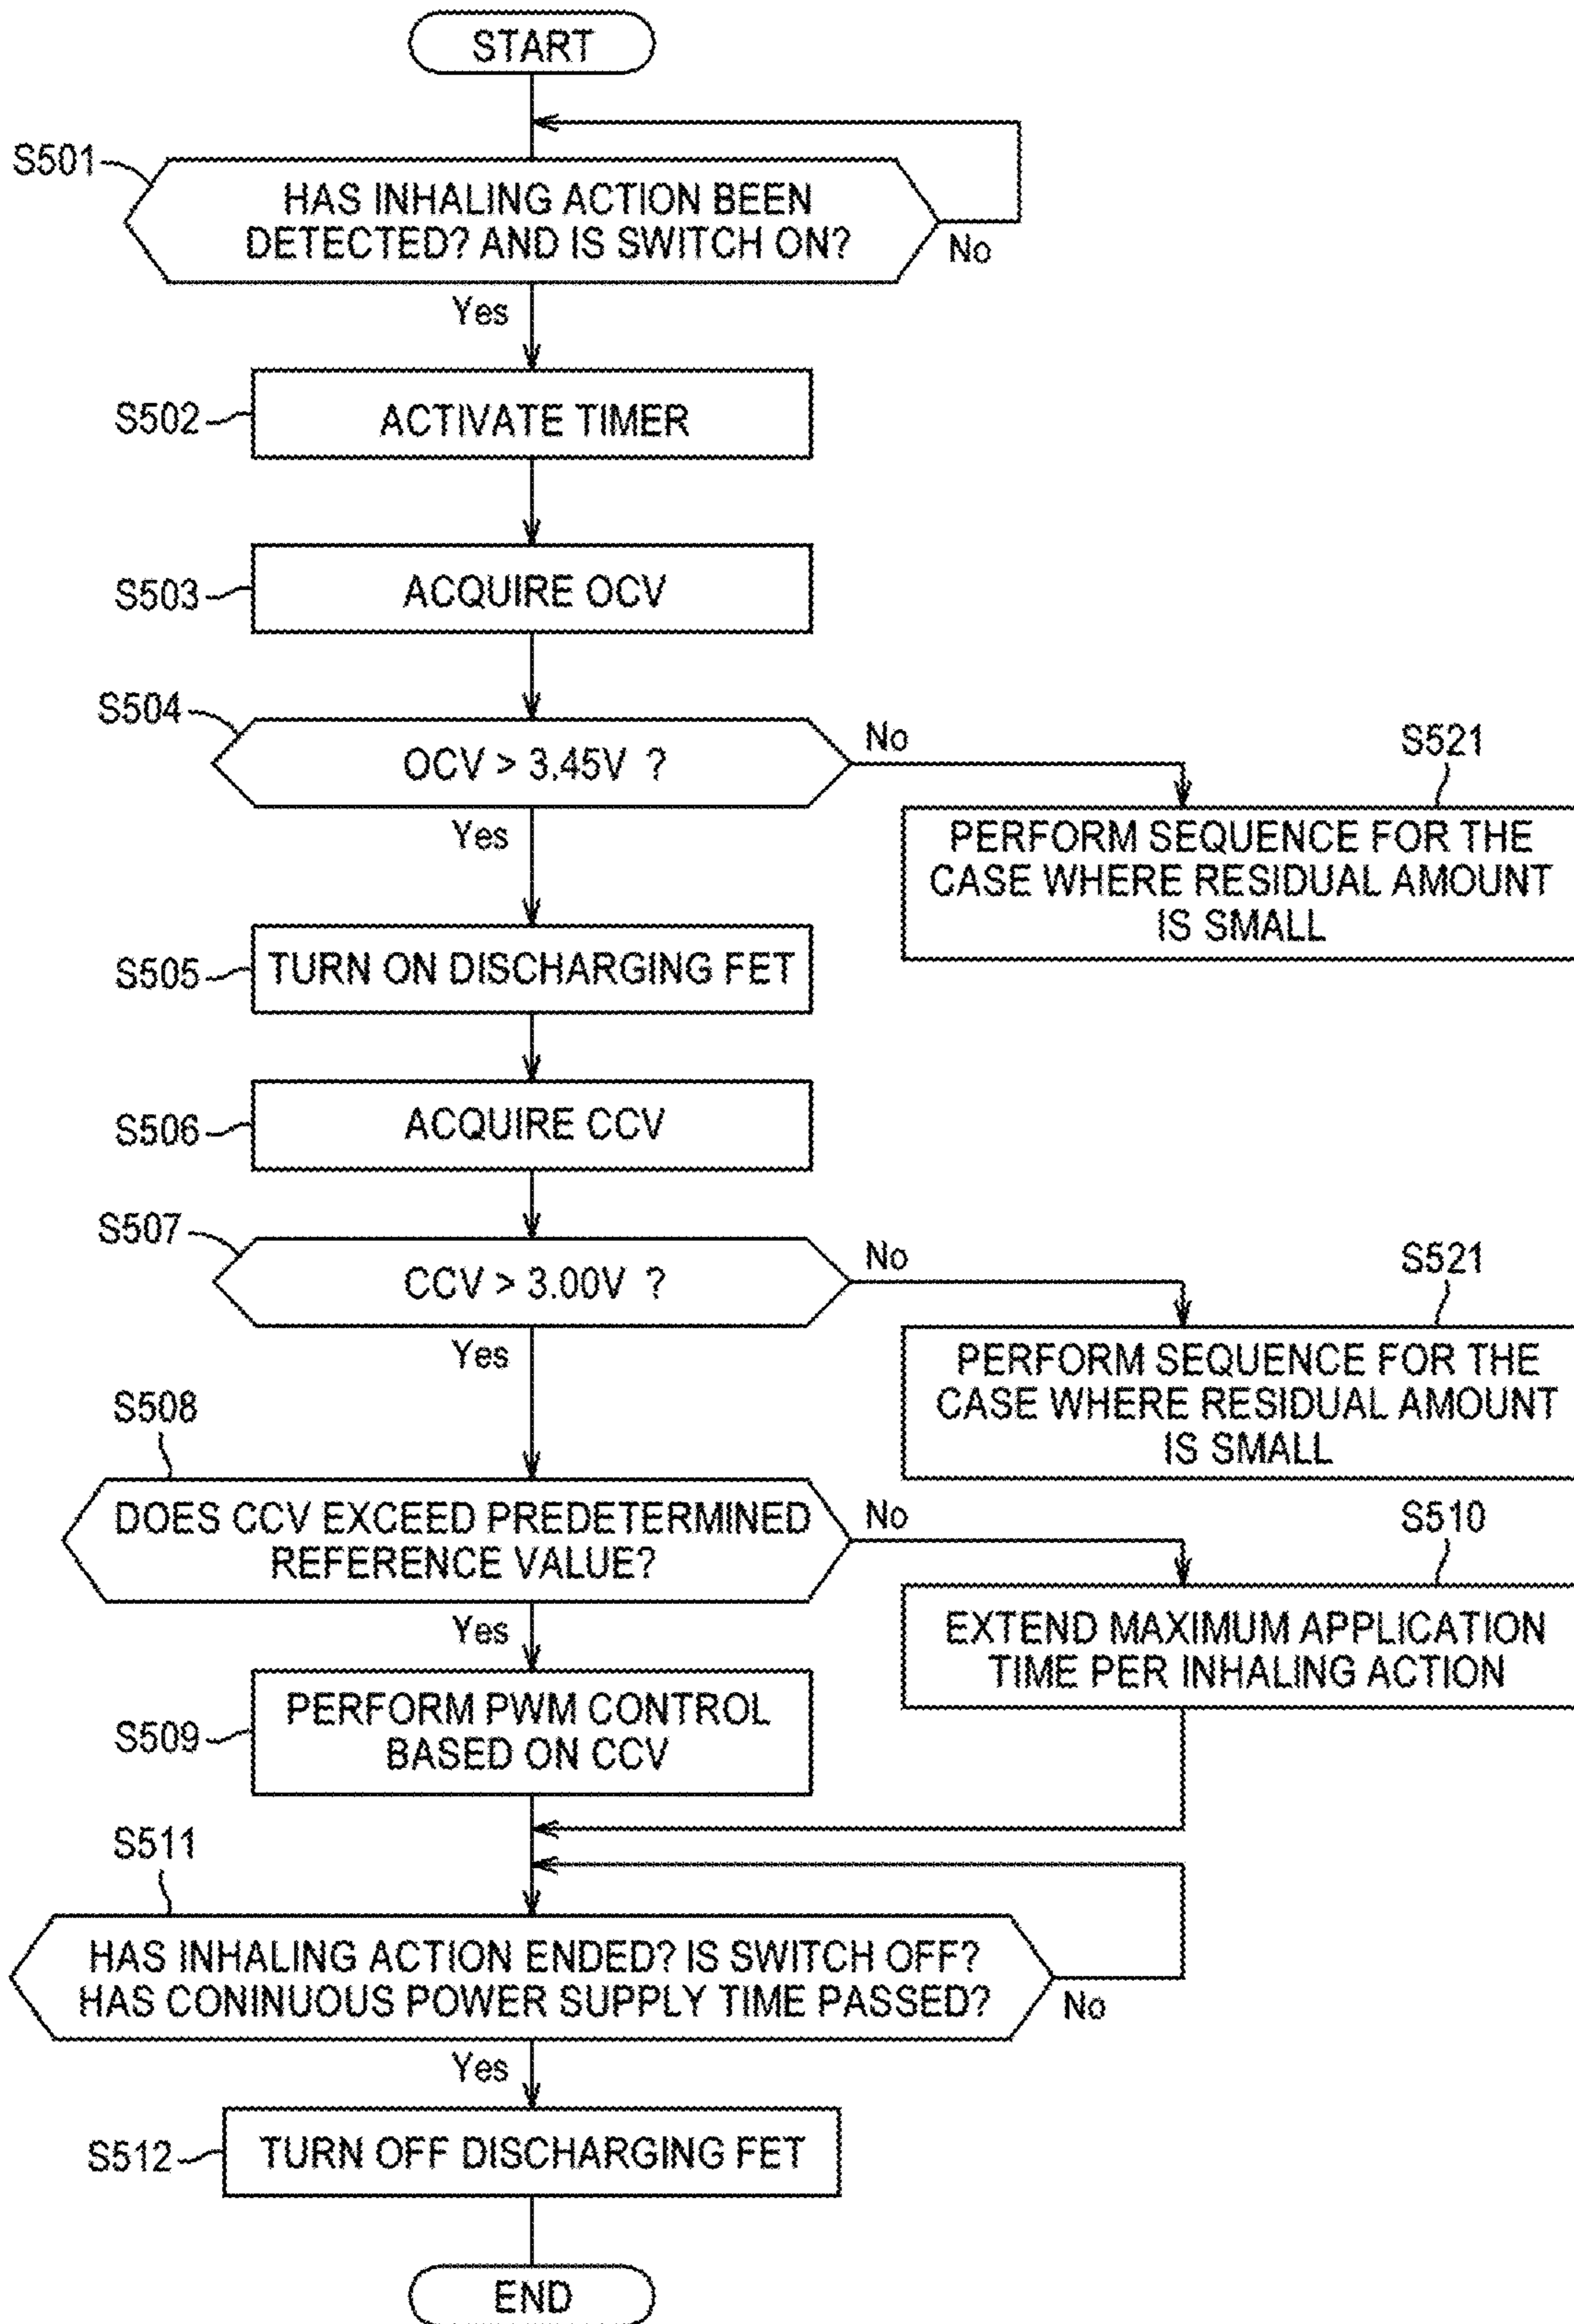 START
S501
HAS INHALING ACTION BEEN
DETECTED? AND IS SWITCH ON?
No
Yes
S502
ACTIVATE TIMER
S503
ACQUIRE OCV
S504
OCV > 3.45V ?
No
Yes
S521
PERFORM SEQUENCE FOR THE
CASE WHERE RESIDUAL AMOUNT
IS SMALL
S505
TURN ON DISCHARGING FET
S506
ACQUIRE CCV
S507
CCV > 3.00V ?
No
Yes
S521
PERFORM SEQUENCE FOR THE
CASE WHERE RESIDUAL AMOUNT
IS SMALL
S508
DOES CCV EXCEED PREDETERMINED
REFERENCE VALUE?
No
Yes
S510
EXTEND MAXIMUM APPLICATION
TIME PER INHALING ACTION
S509
PERFORM PWM CONTROL
BASED ON CCV
S511
HAS INHALING ACTION ENDED? IS SWITCH OFF?
HAS CONINUOUS POWER SUPPLY TIME PASSED?
No
Yes
S512
TURN OFF DISCHARGING FET
END